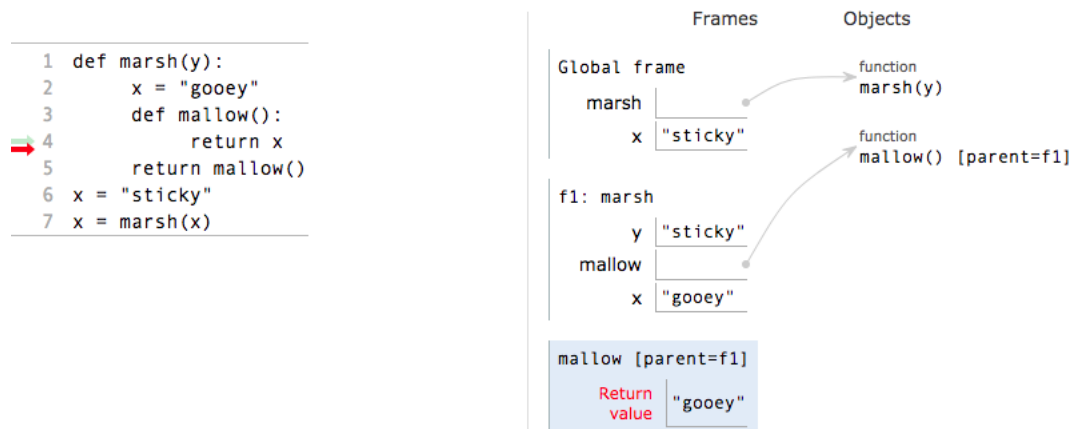 1 def marsh(y):
2 x = "gooey"
3 def mallow():
4 return x
5 return mallow()
6 x = "sticky"
7 x = marsh(x)
Frames Objects
Global frame
marsh
x "sticky"
function
marsh(y)
function
mallow() [parent=f1]
f1: marsh
y "sticky"
mallow
x "gooey"
mallow [parent=f1]
Return
value "gooey"